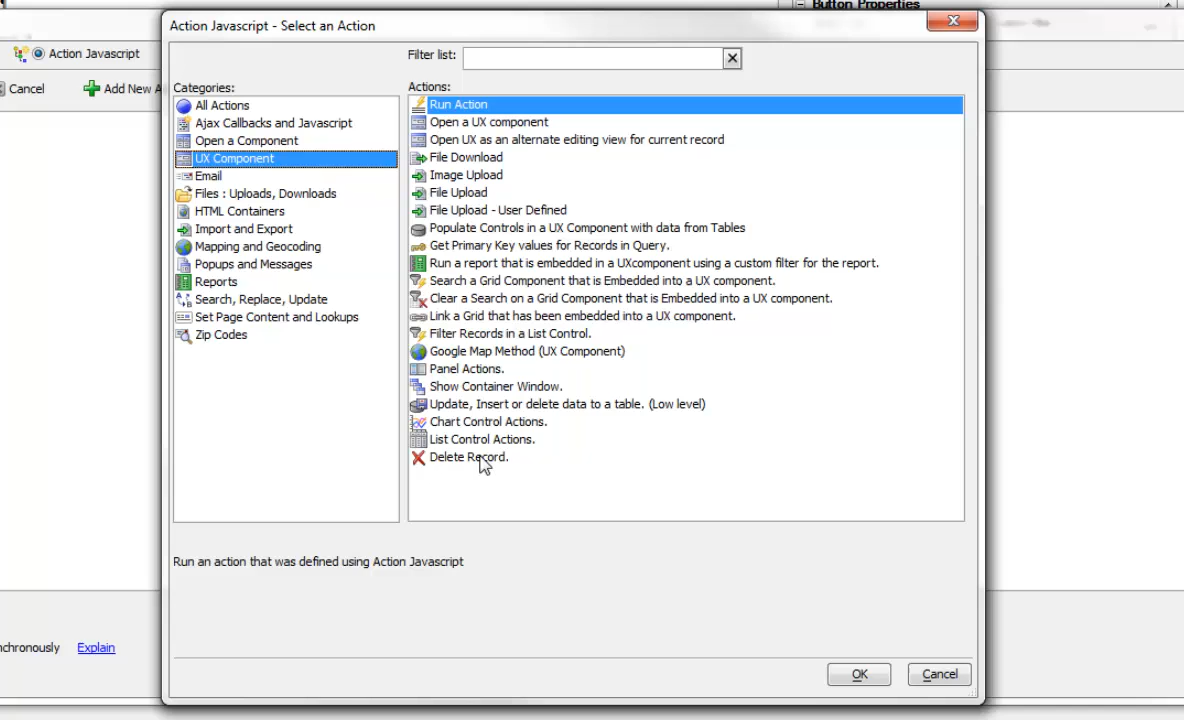 Button Properties
Action Javascript - Select an Action
Action Javascript
Filter list:
Cancel
Add New A
Categories:
All Actions
Ajax Callbacks and Javascript
Open a Component
UX Component
Email
Files : Uploads, Downloads
HTML Containers
Import and Export
Mapping and Geocoding
Popups and Messages
Reports
Search, Replace, Update
Set Page Content and Lookups
Zip Codes
Actions:
Run Action
Open a UX component
Open UX as an alternate editing view for current record
File Download
Image Upload
File Upload
File Upload - User Defined
Populate Controls in a UX Component with data from Tables
Get Primary Key values for Records in Query.
Run a report that is embedded in a UXcomponent using a custom filter for the report.
Search a Grid Component that is Embedded into a UX component.
Clear a Search on a Grid Component that is Embedded into a UX component.
Link a Grid that has been embedded into a UX component.
Filter Records in a List Control.
Google Map Method (UX Component)
Panel Actions.
Show Container Window.
Update, Insert or delete data to a table. (Low level)
Chart Control Actions.
List Control Actions.
Delete Record.
Run an action that was defined using Action Javascript
nchronously
Explain
OK
Cancel